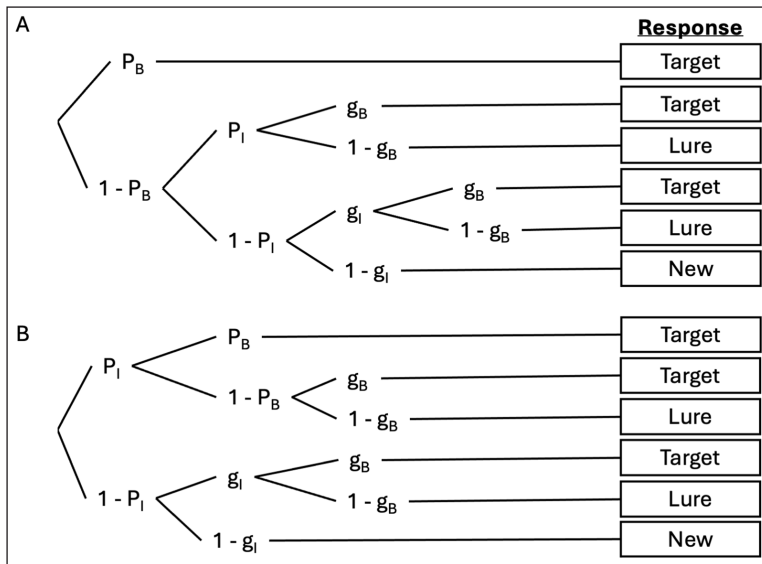 A
Response
P_B
Target
P_I
g_B
Target
1 - g_B
Lure
1 - P_B
g_I
g_B
Target
1 - P_I
1 - g_B
Lure
1 - g_I
New
B
P_B
Target
P_I
g_B
Target
1 - P_B
1 - g_B
Lure
g_I
g_B
Target
1 - P_I
1 - g_B
Lure
1 - g_I
New